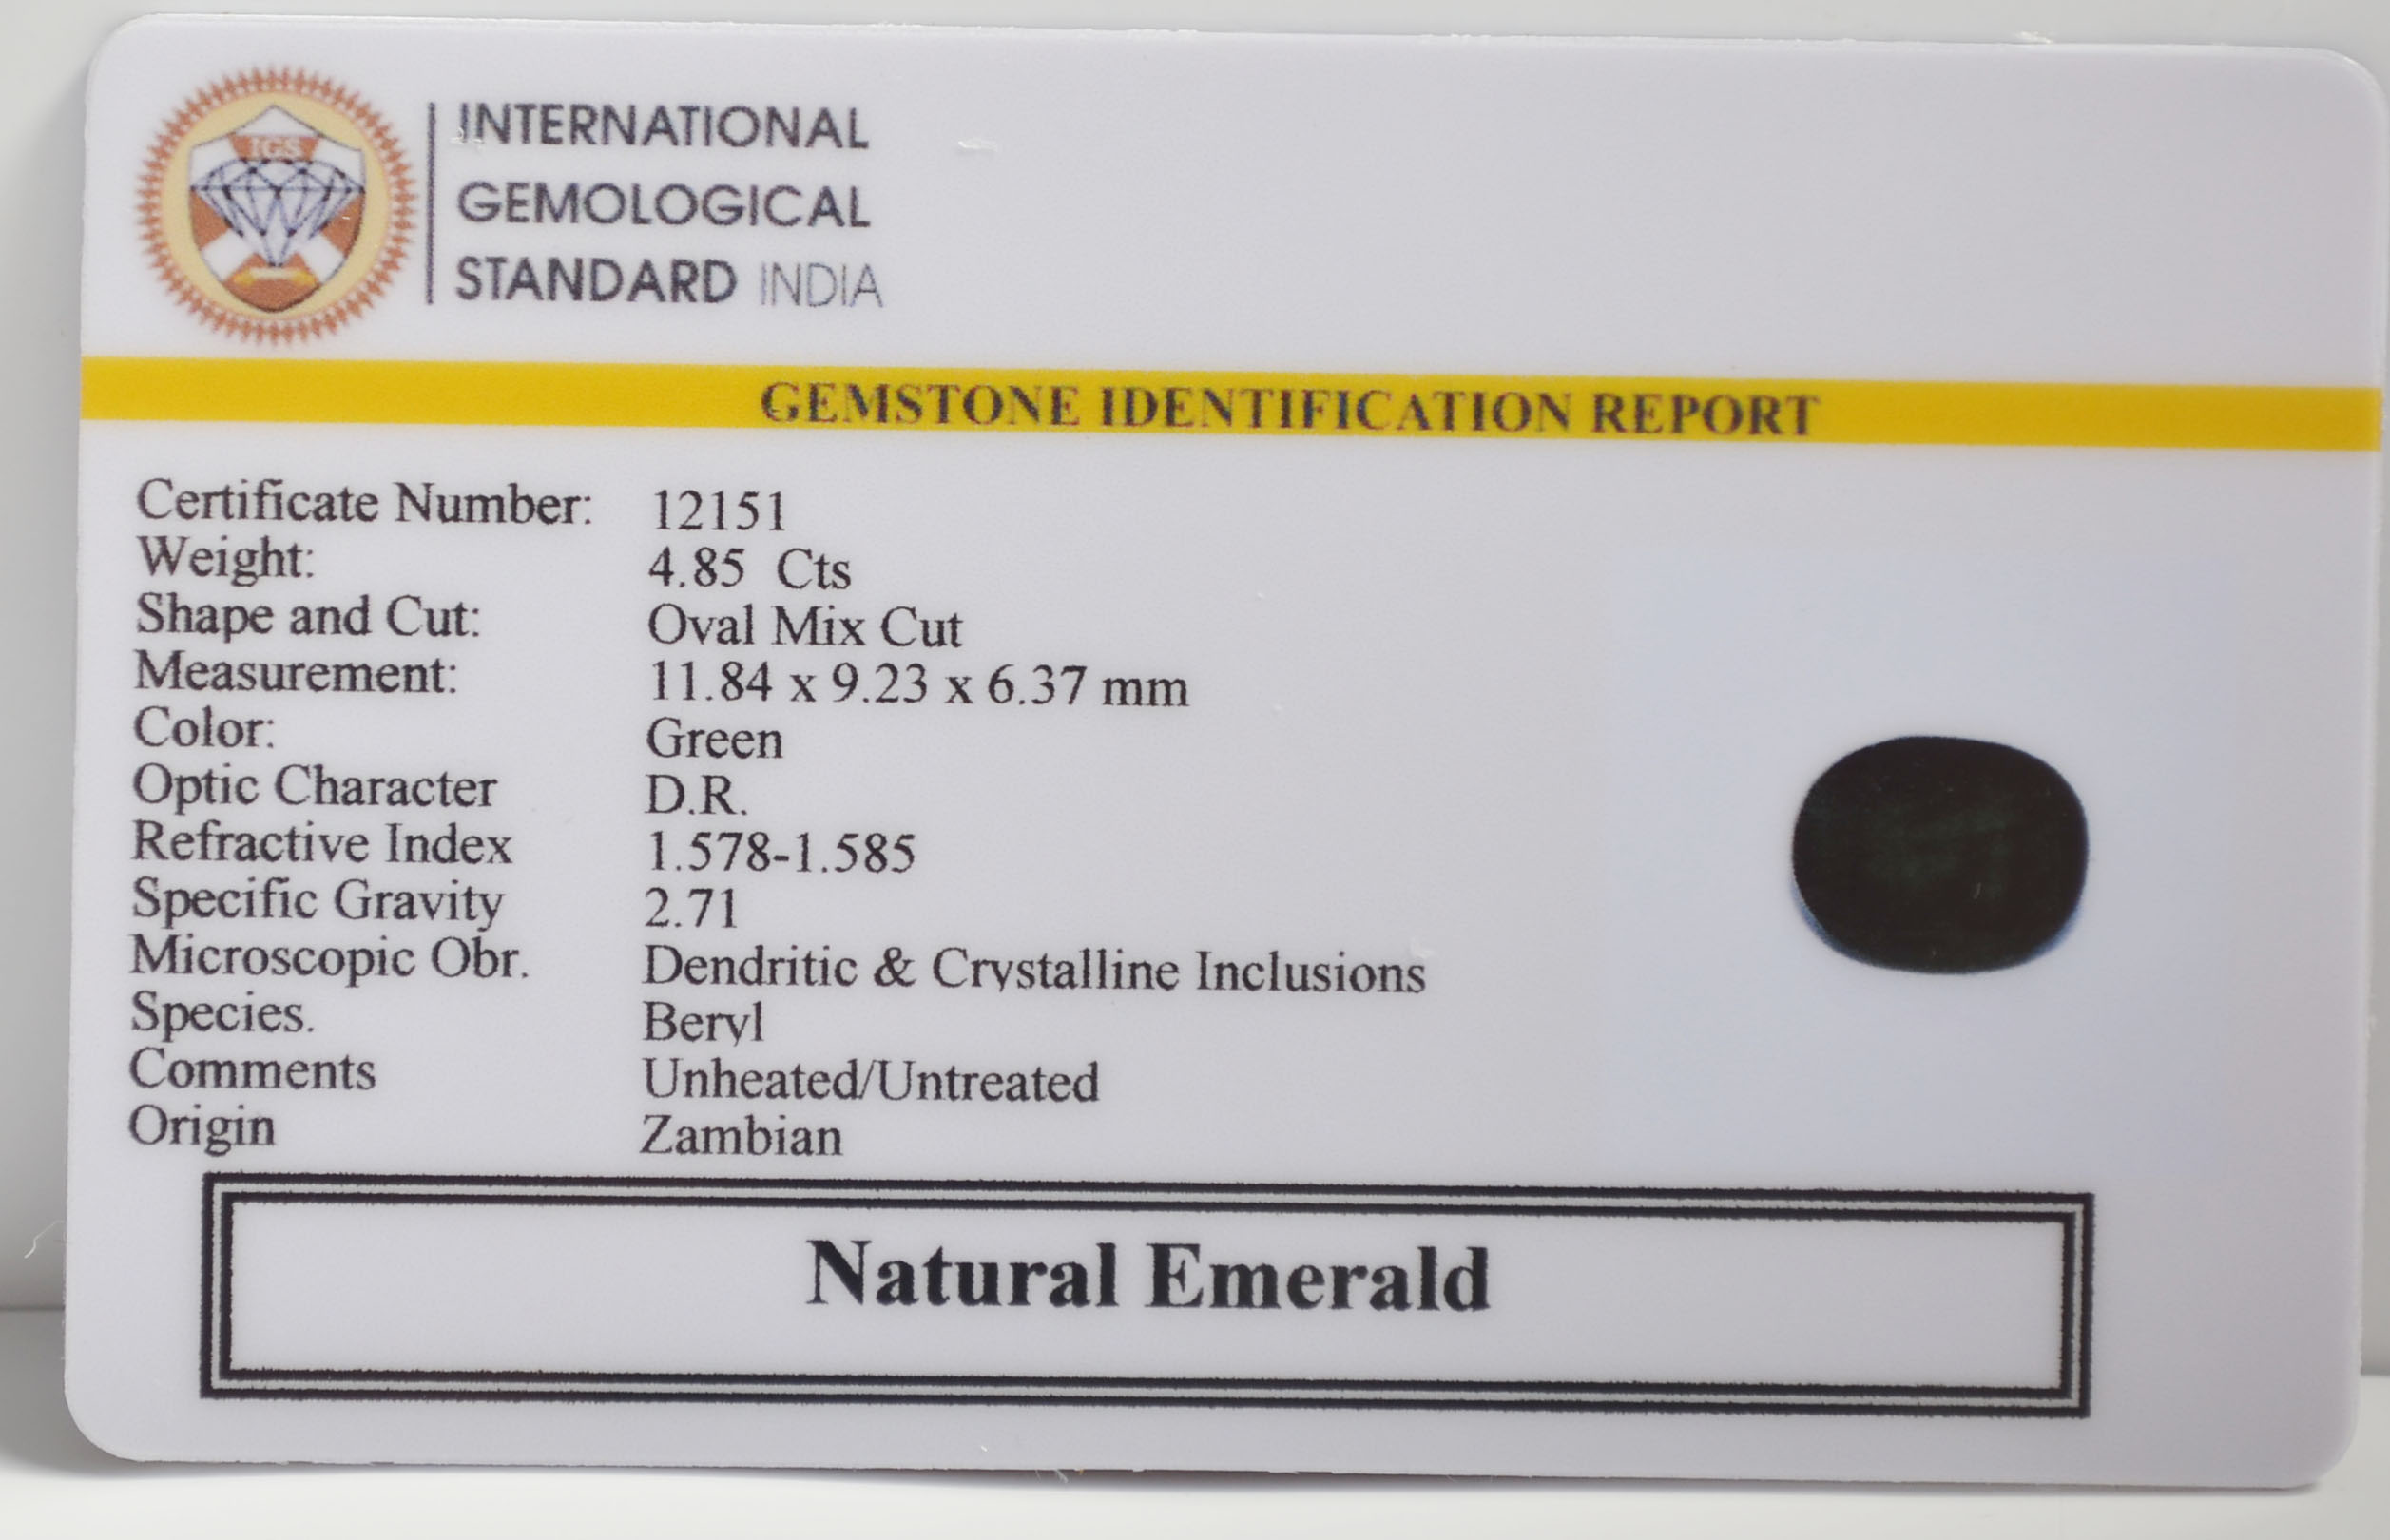 IGS
INTERNATIONAL
GEMOLOGICAL
STANDARD INDIA
GEMSTONE IDENTIFICATION REPORT
Certificate Number: 12151
Weight: 4.85 Cts
Shape and Cut: Oval Mix Cut
Measurement: 11.84 x 9.23 x 6.37 mm
Color: Green
Optic Character D.R.
Refractive Index 1.578-1.585
Specific Gravity 2.71
Microscopic Obr. Dendritic & Crystalline Inclusions
Species. Beryl
Comments Unheated/Untreated
Origin Zambian
Natural Emerald